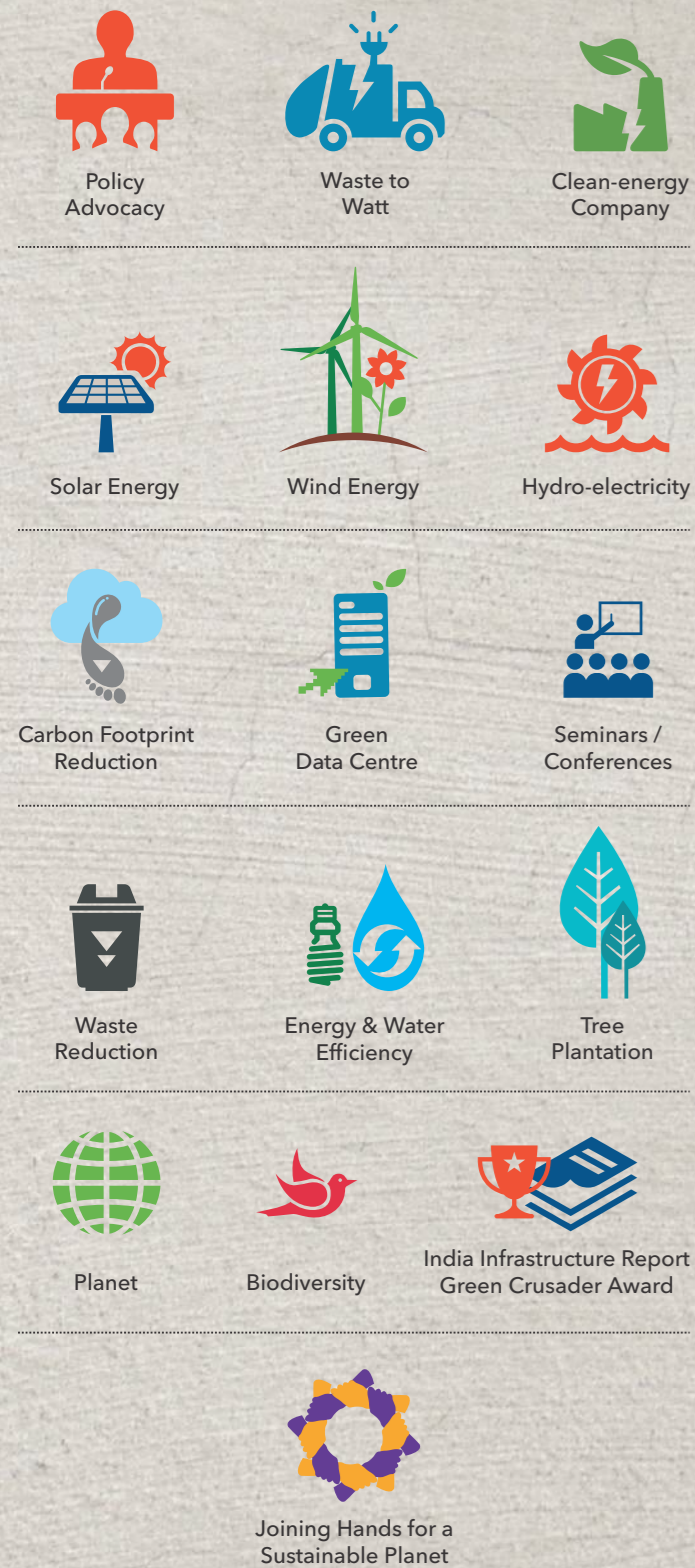 Policy
Advocacy
Waste to
Watt
Clean-energy
Company
Solar Energy
Wind Energy
Hydro-electricity
Carbon Footprint
Reduction
Green
Data Centre
Seminars /
Conferences
Waste
Reduction
Energy & Water
Efficiency
Tree
Plantation
Planet
Biodiversity
India Infrastructure Report
Green Crusader Award
Joining Hands for a
Sustainable Planet